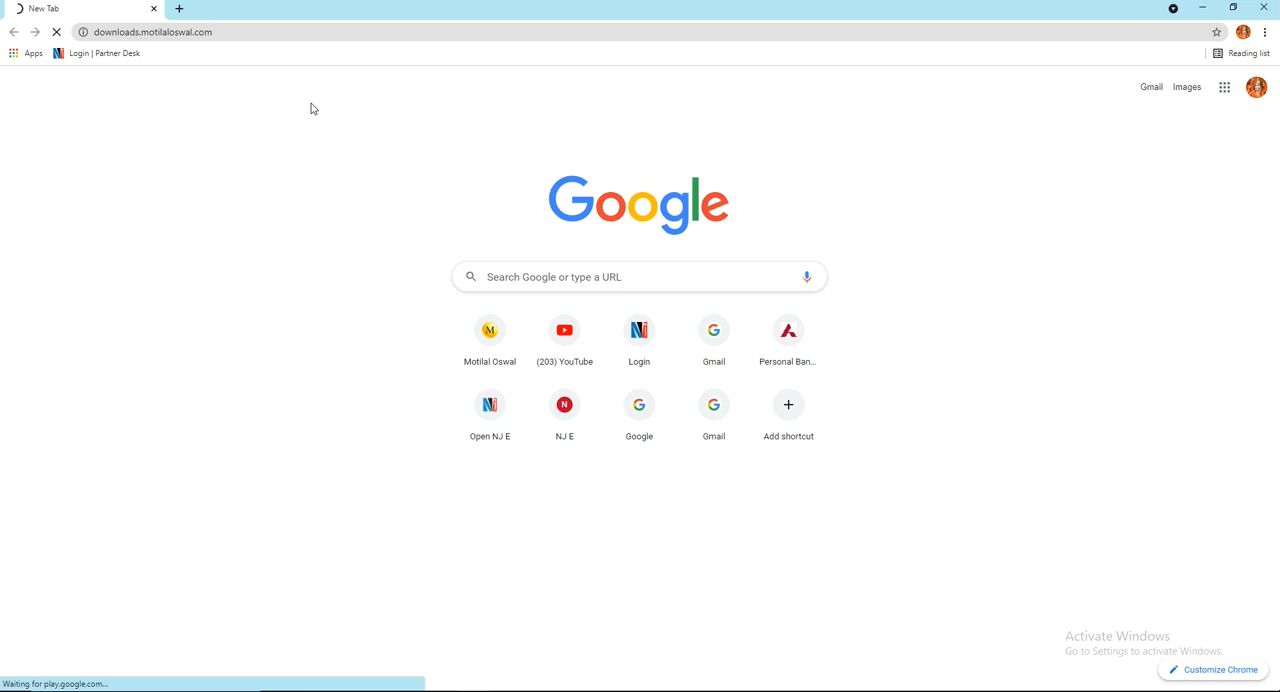 New Tab
downloads.motilaloswal.com
Apps Login | Partner Desk Reading list
Gmail Images
Google
Search Google or type a URL
M
Motilal Oswal (203) YouTube Login Gmail Personal Ban...
N
Open NJ E NJ E Google Gmail Add shortcut
Activate Windows
Go to Settings to activate Windows.
Customize Chrome
Waiting for play.google.com...